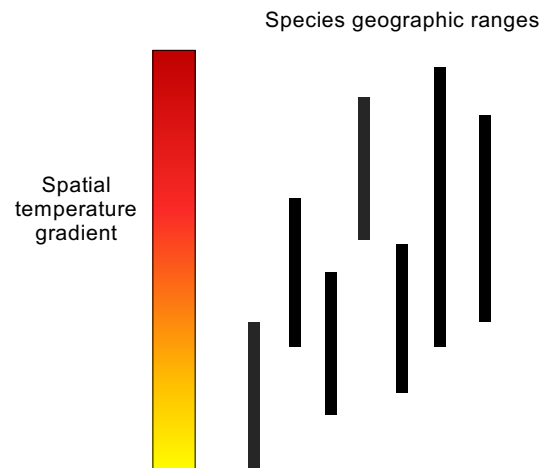 Species geographic ranges
Spatial
temperature
gradient